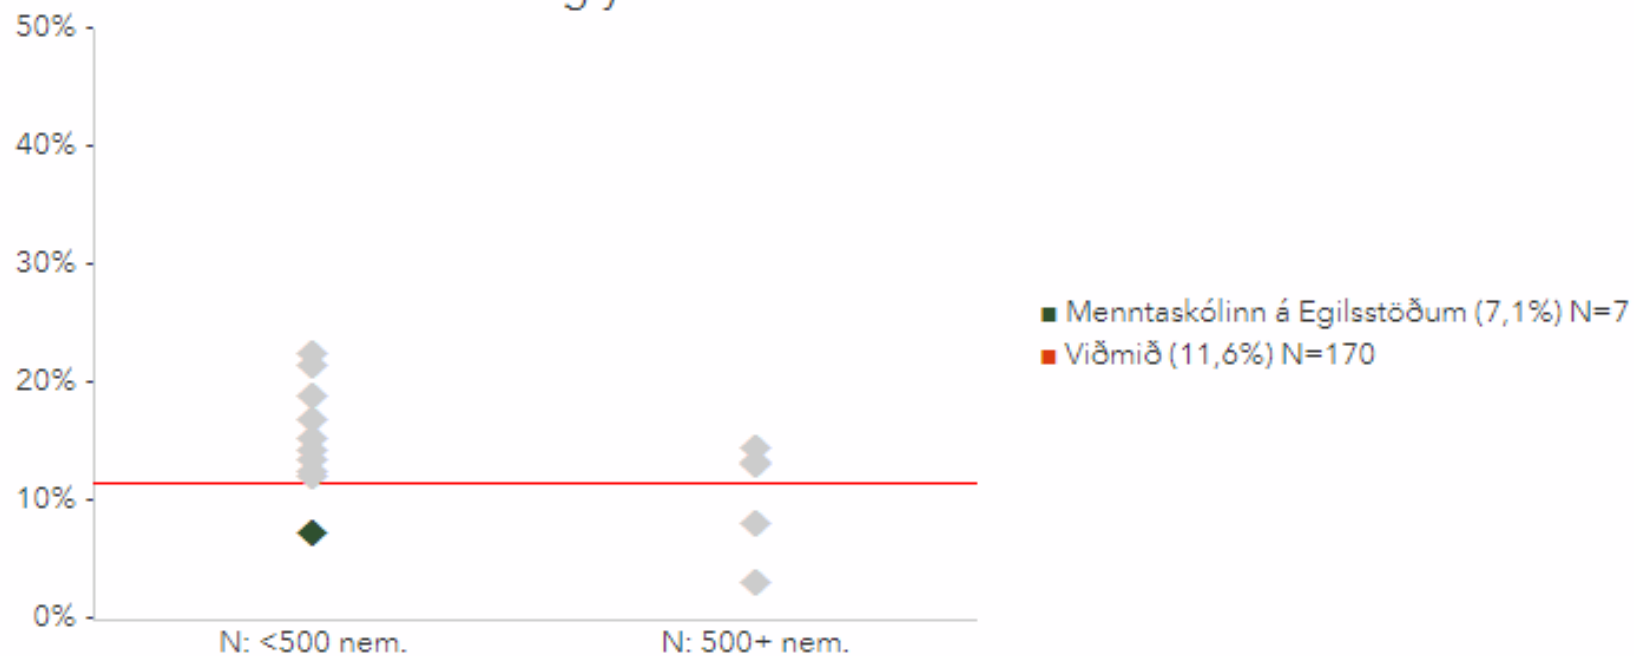 50%
40%
30%
20%
10%
0%
N: <500 nem.
N: 500+ nem.
Menntaskólinn á Egilsstöðum (7,1%) N=7
Viðmið (11,6%) N=170